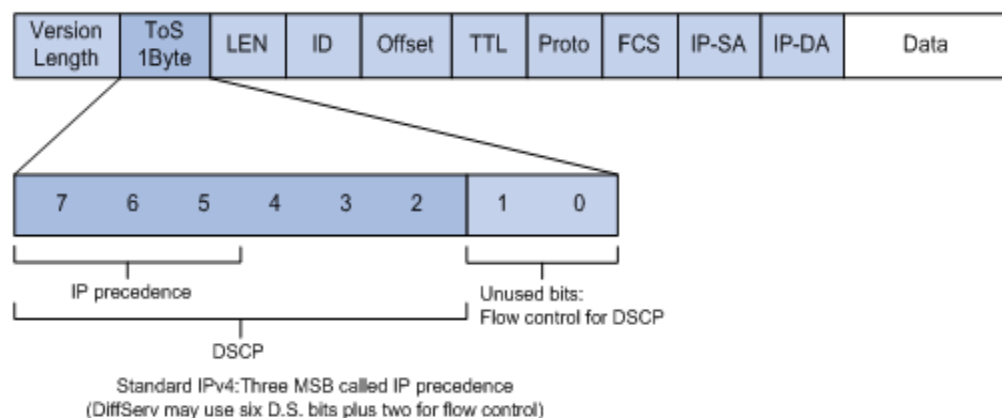 Version Length ToS 1Byte LEN ID Offset TTL Proto FCS IP-SA IP-DA Data
7 6 5 4 3 2 1 0
IP precedence
Unused bits:
Flow control for DSCP
DSCP
Standard IPv4:Three MSB called IP precedence
(DiffServ may use six D.S. bits plus two for flow control)